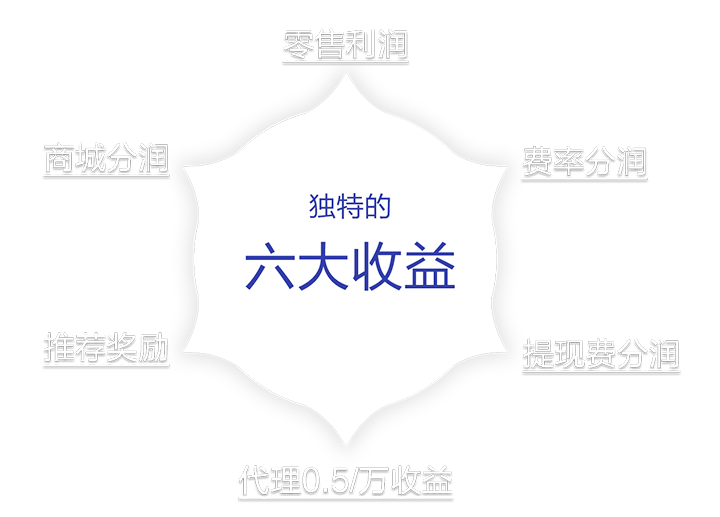 零售利润
商城分润
费率分润
独特的
六大收益
推荐奖励
提现费分润
代理0.5/万收益